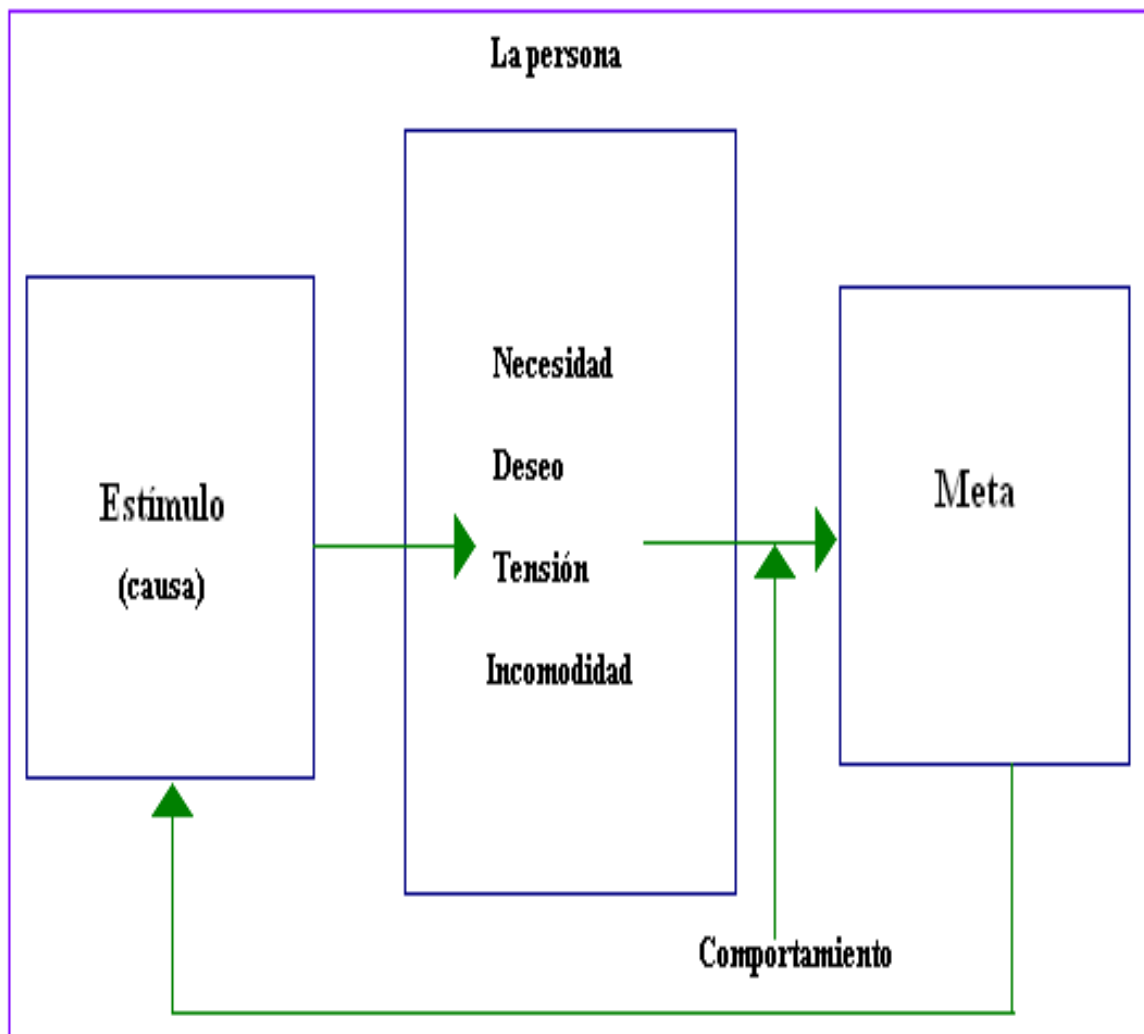 La persona
Estímulo
(causa)
Necesidad
Deseo
Tensión
Incomodidad
Meta
Comportamiento